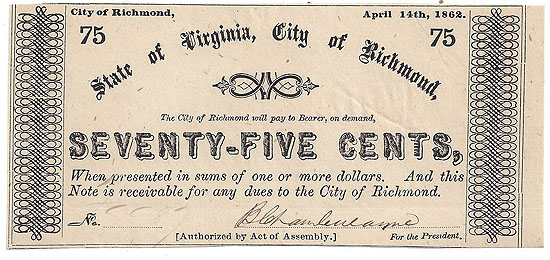 City of Richmond, April 14th, 1862.
75 75
State of Virginia, City of Richmond,
The City of Richmond will pay to Bearer, on demand,
SEVENTY-FIVE CENTS,
When presented in sums of one or more dollars. And this
Note is receivable for any dues to the City of Richmond.
No.
[Authorized by Act of Assembly.] For the President.